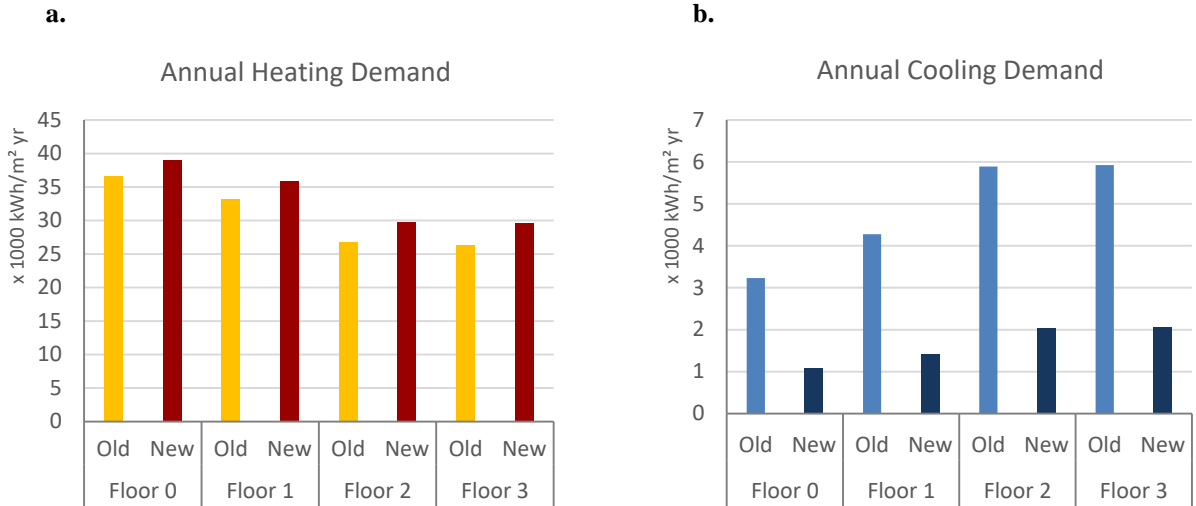 a.
Annual Heating Demand
x 1000 kWh/m² yr
45
40
35
30
25
20
15
10
5
0
Old New Old New Old New Old New
Floor 0 Floor 1 Floor 2 Floor 3
b.
Annual Cooling Demand
x 1000 kWh/m² yr
7
6
5
4
3
2
1
0
Old New Old New Old New Old New
Floor 0 Floor 1 Floor 2 Floor 3